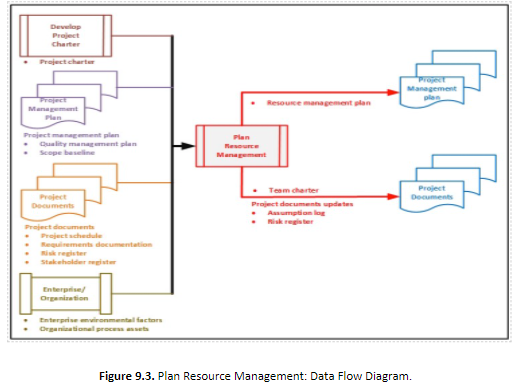 Develop
Project
Charter
• Project charter
Project
Management
Plan
Project management plan
• Quality management plan
• Scope baseline
Project
Documents
Project documents
• Project schedule
• Requirements documentation
• Risk register
• Stakeholder register
Enterprise/
Organization
• Enterprise environmental factors
• Organizational process assets
Plan
Resource
Management
• Resource management plan
Project
Management
plan
• Team charter
Project documents updates
• Assumption log
• Risk register
Project
Documents
Figure 9.3. Plan Resource Management: Data Flow Diagram.